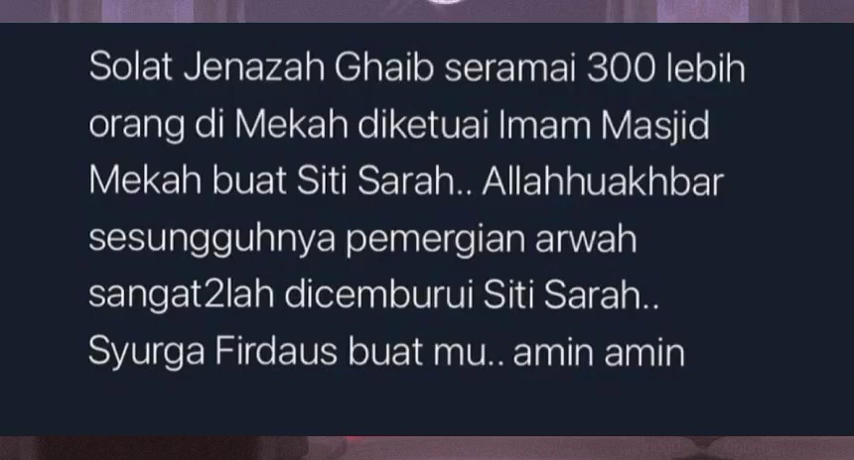 Solat Jenazah Ghaib seramai 300 lebih
orang di Mekah diketuai Imam Masjid
Mekah buat Siti Sarah.. Allahhuakhbar
sesungguhnya pemergian arwah
sangat2lah dicemburui Siti Sarah..
Syurga Firdaus buat mu.. amin amin